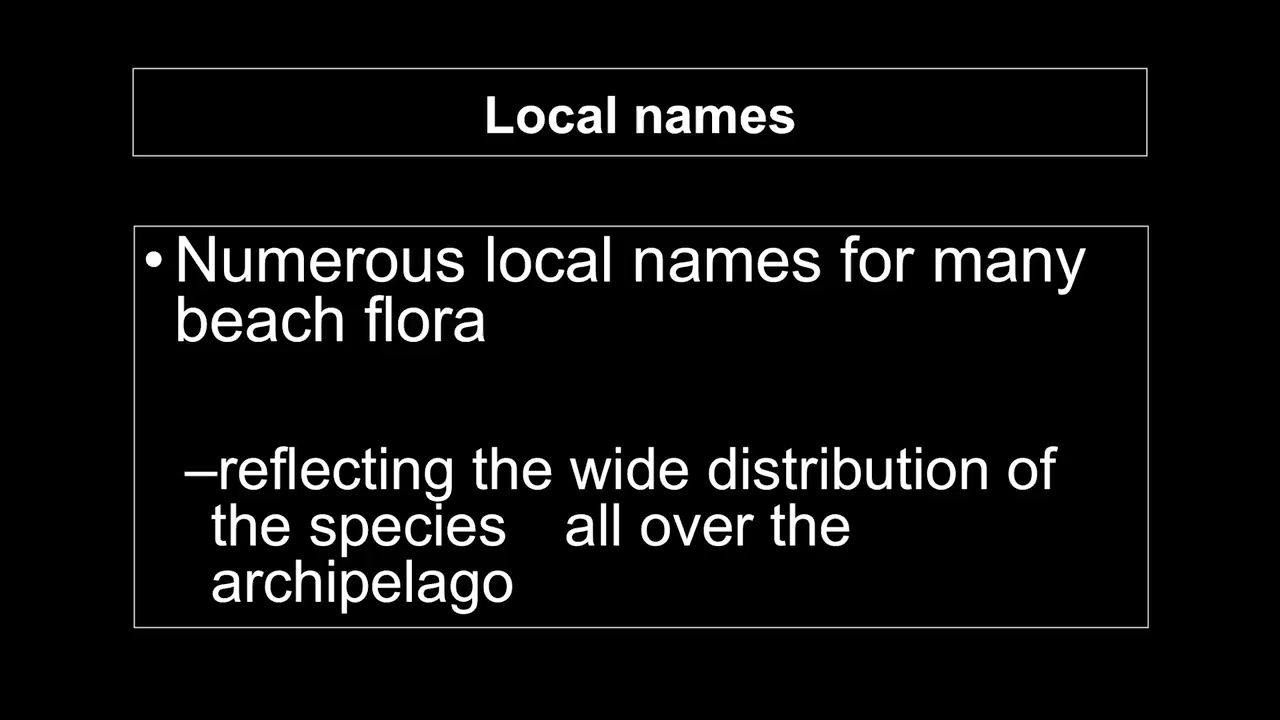 Local names
• Numerous local names for many
beach flora
–reflecting the wide distribution of
the species    all over the
archipelago